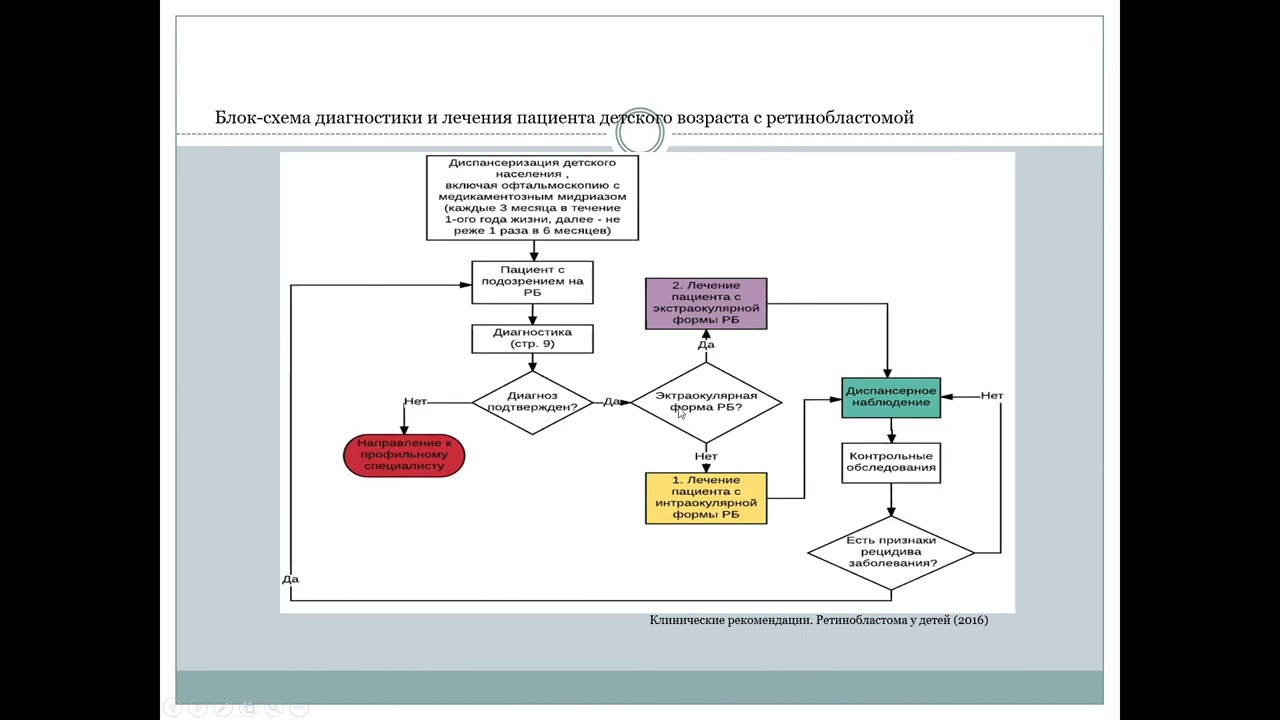 Блок-схема диагностики и лечения пациента детского возраста с ретинобластомой
Диспансеризация детского
населения ,
включая офтальмоскопию с
медикаментозным мидриазом
(каждые 3 месяца в течение
1-ого года жизни, далее - не
реже 1 раза в 6 месяцев)
Пациент с
подозрением на
РБ
Диагностика
(стр. 9)
Диагноз
подтвержден?
Нет
Направление к
профильному
специалисту
Да
Эктраокулярная
форма РБ?
Да
2. Лечение
пациента с
экстраокулярной
формы РБ
Нет
1. Лечение
пациента с
интраокулярной
формы РБ
Диспансерное
наблюдение
Контрольные
обследования
Есть признаки
рецидива
заболевания?
Нет
Да
Клинические рекомендации. Ретинобластома у детей (2016)